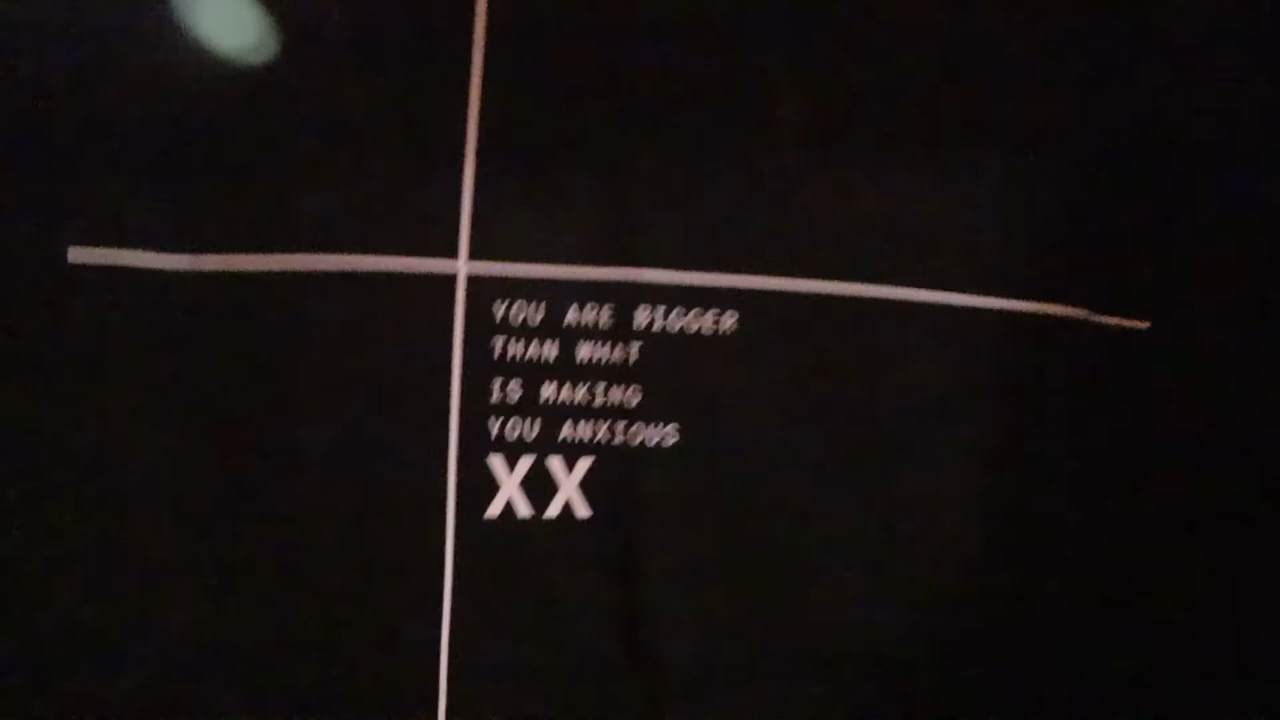 YOU ARE BIGGER
THAN WHAT
IS MAKING
YOU ANXIOUS
XX